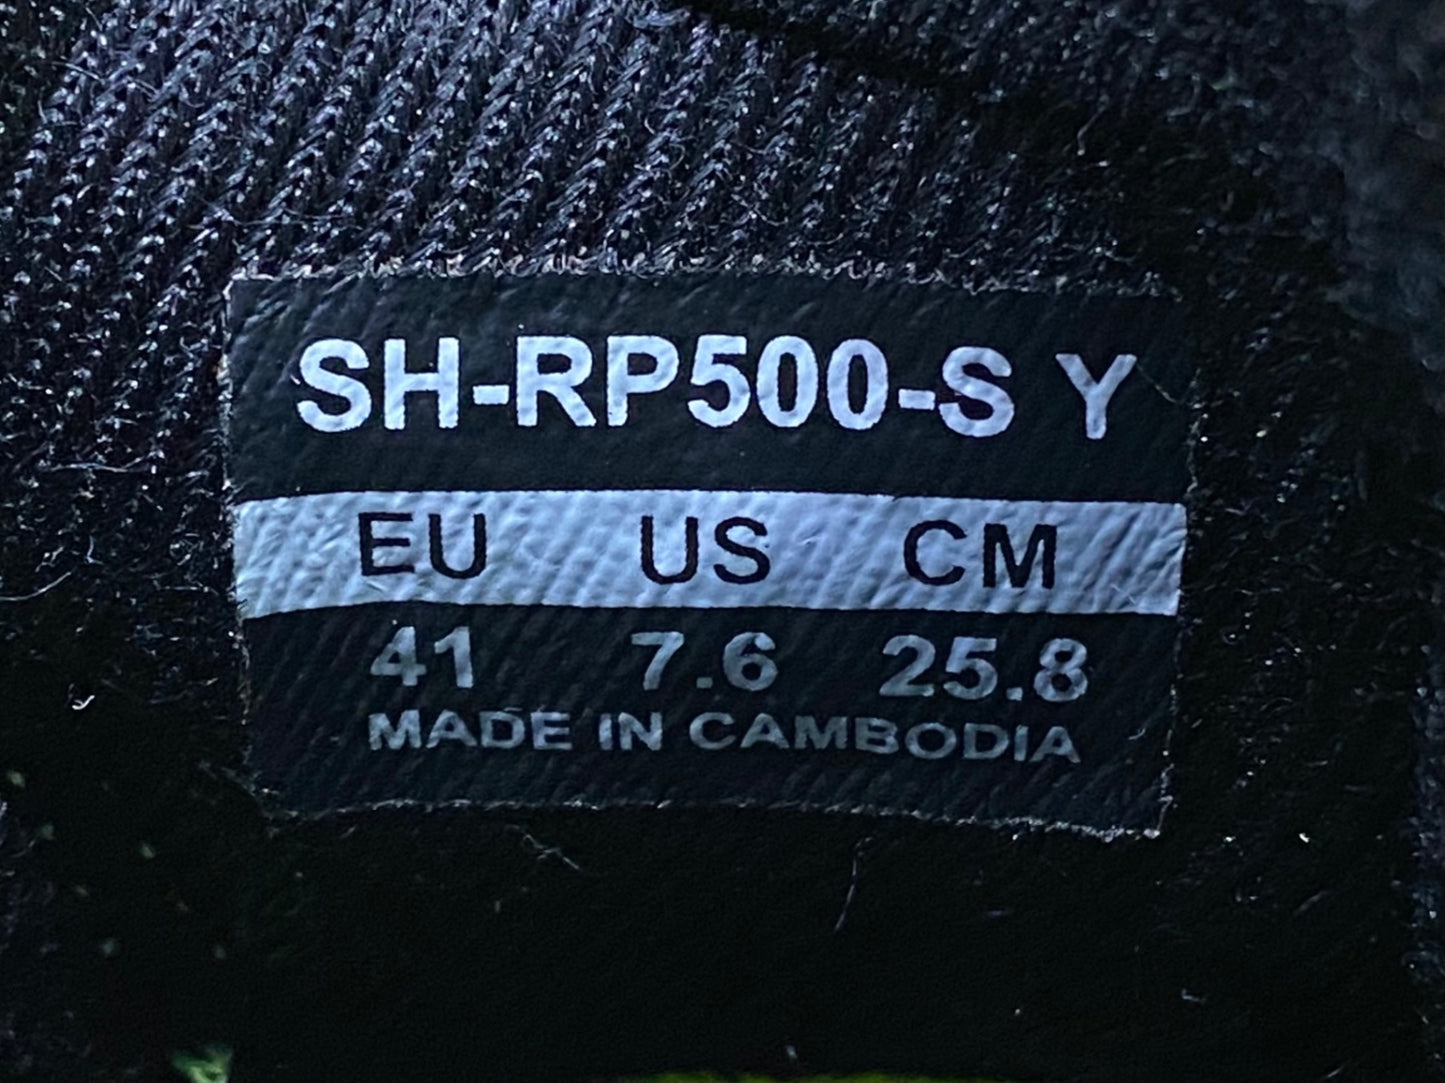 SH-RP500-S Y
EU US CM
41 7.6 25.8
MADE IN CAMBODIA